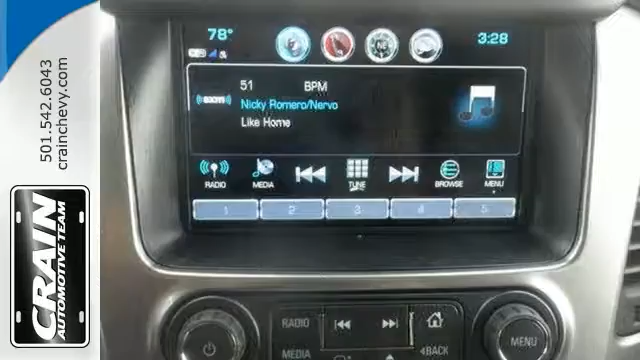 501.542.6043
crainchevy.com
CRAIN
AUTOMOTIVE TEAM
78°
3:28
51 BPM
((SXM))
Nicky Romero/Nervo
Like Home
RADIO MEDIA TUNE BROWSE MENU
1 2 3 4 5
RADIO
MEDIA
BACK
MENU